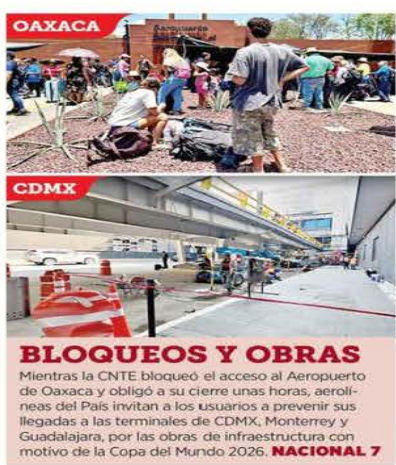 OAXACA
Aeropuerto
CDMX
BLOQUEOS Y OBRAS
Mientras la CNTE bloqueó el acceso al Aeropuerto
de Oaxaca y obligó a su cierre unas horas, aerolí-
neas del País invitan a los usuarios a prevenir sus
llegadas a las terminales de CDMX, Monterrey y
Guadalajara, por las obras de infraestructura con
motivo de la Copa del Mundo 2026. NACIONAL 7